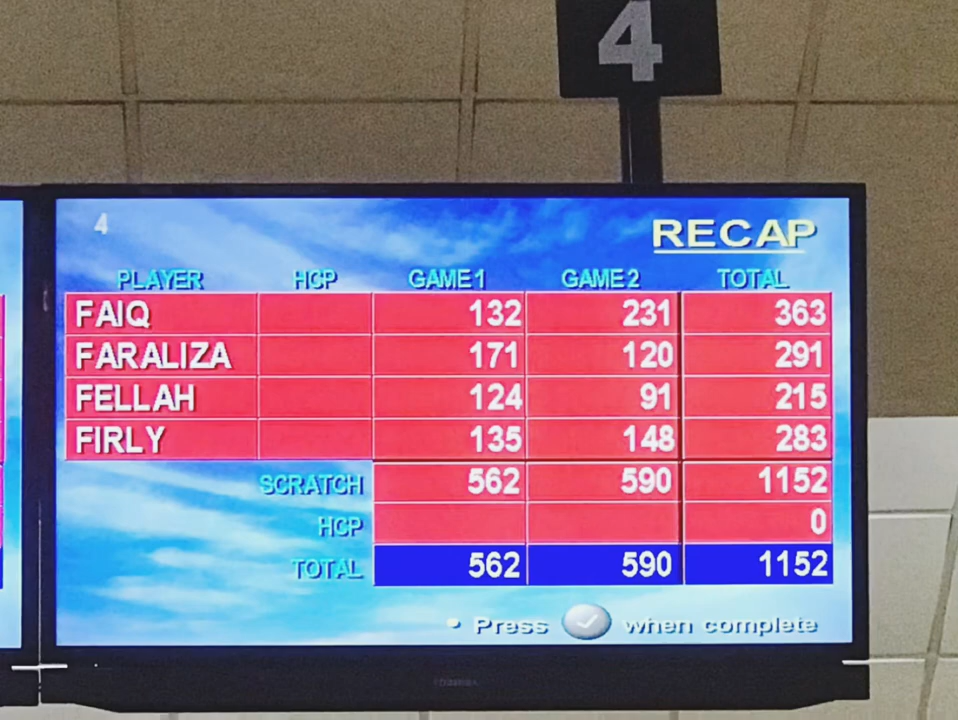 4
4
RECAP
PLAYER HCP GAME 1 GAME 2 TOTAL
FAIQ 132 231 363
FARALIZA 171 120 291
FELLAH 124 91 215
FIRLY 135 148 283
SCRATCH 562 590 1152
HCP 0
TOTAL 562 590 1152
Press when complete
TOSHIBA